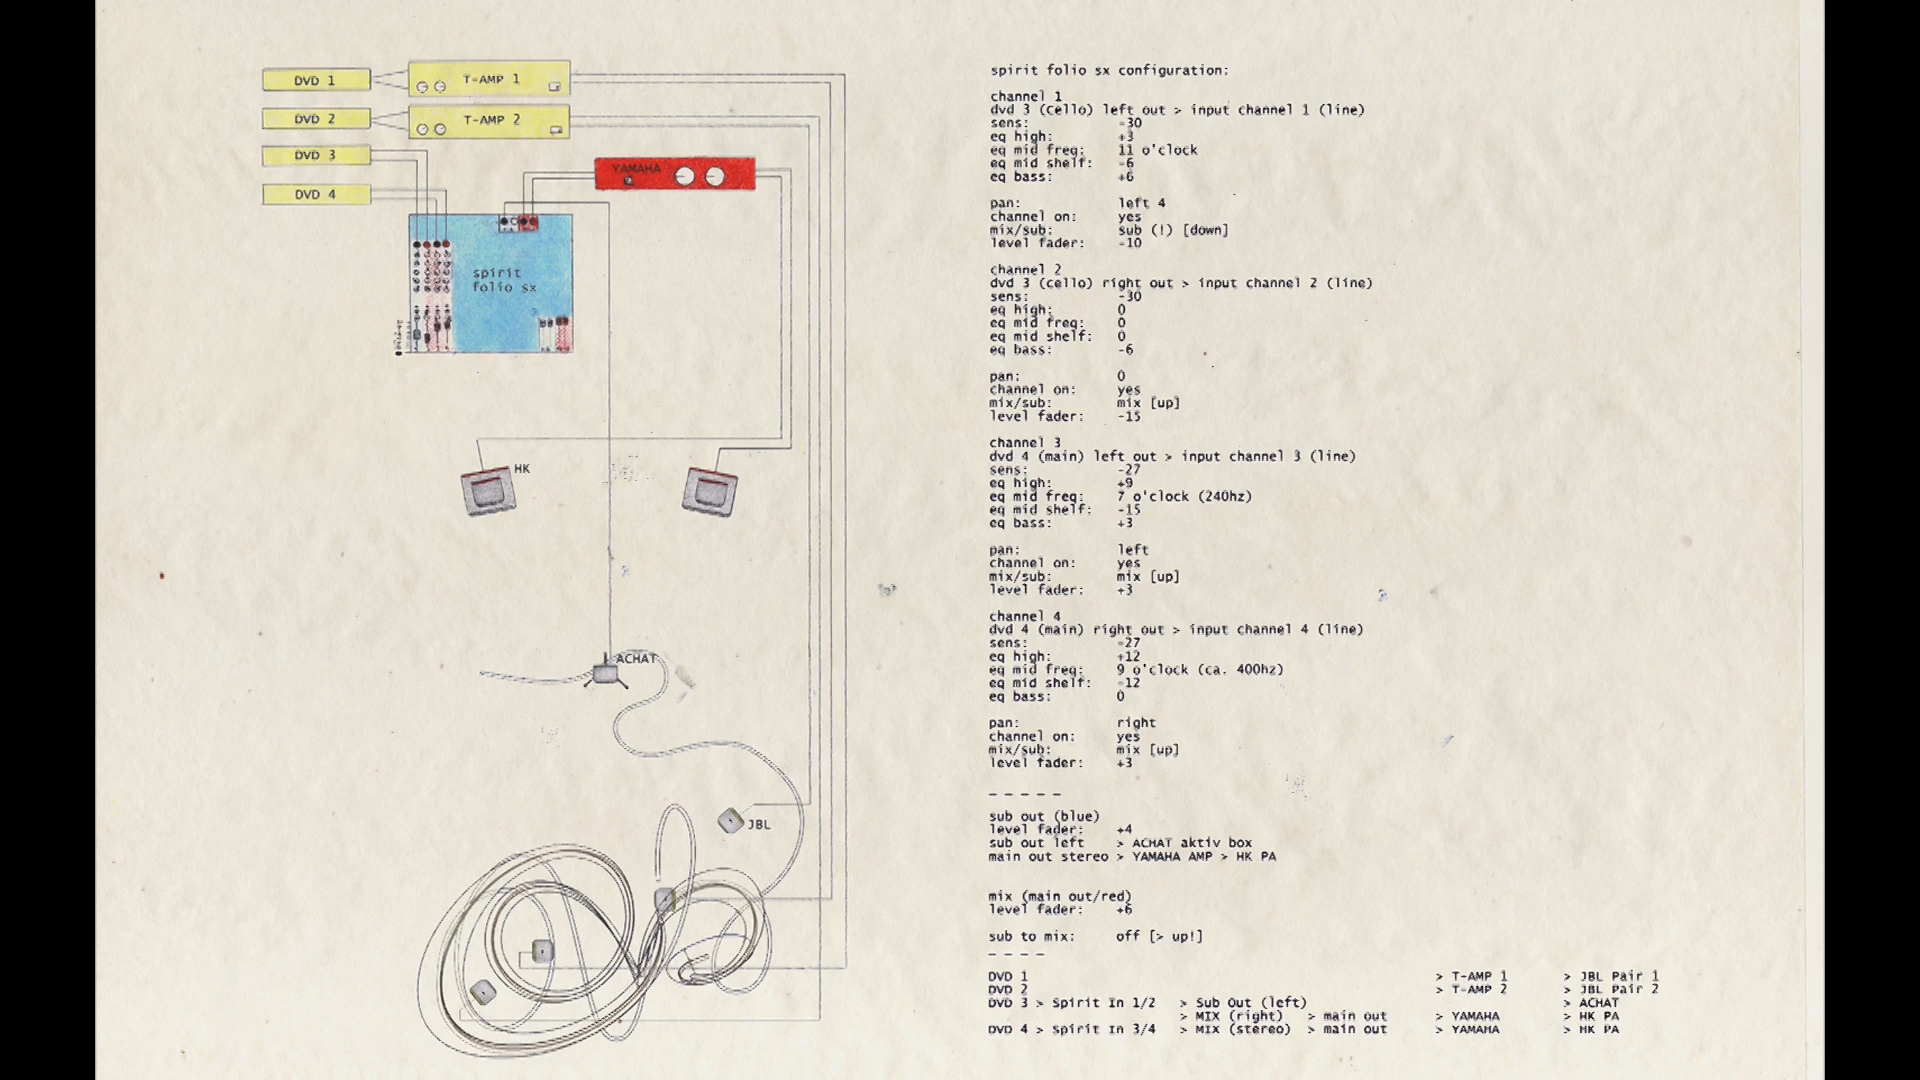 DVD 1
T-AMP 1
DVD 2
T-AMP 2
DVD 3
DVD 4
YAMAHA
spirit
folio sx
HK
ACHAT
JBL
spirit folio sx configuration:
channel 1
dvd 3 (cello) left out > input channel 1 (line)
sens: -30
eq high: +3
eq mid freq: 11 o'clock
eq mid shelf: -6
eq bass: +6
pan: left 4
channel on: yes
mix/sub: sub (!) [down]
level fader: -10
channel 2
dvd 3 (cello) right out > input channel 2 (line)
sens: -30
eq high: 0
eq mid freq: 0
eq mid shelf: 0
eq bass: -6
pan: 0
channel on: yes
mix/sub: mix [up]
level fader: -15
channel 3
dvd 4 (main) left out > input channel 3 (line)
sens: -27
eq high: +9
eq mid freq: 7 o'clock (240hz)
eq mid shelf: -15
eq bass: +3
pan: left
channel on: yes
mix/sub: mix [up]
level fader: +3
channel 4
dvd 4 (main) right out > input channel 4 (line)
sens: -27
eq high: +12
eq mid freq: 9 o'clock (ca. 400hz)
eq mid shelf: -12
eq bass: 0
pan: right
channel on: yes
mix/sub: mix [up]
level fader: +3
- - - - -
sub out (blue)
level fader: +4
sub out left > ACHAT aktiv box
main out stereo > YAMAHA AMP > HK PA
mix (main out/red)
level fader: +6
sub to mix: off [> up!]
- - - -
DVD 1 > T-AMP 1 > JBL Pair 1
DVD 2 > T-AMP 2 > JBL Pair 2
DVD 3 > Spirit In 1/2 > Sub Out (left) > ACHAT
> MIX (right) > main out > YAMAHA > HK PA
DVD 4 > Spirit In 3/4 > MIX (stereo) > main out > YAMAHA > HK PA